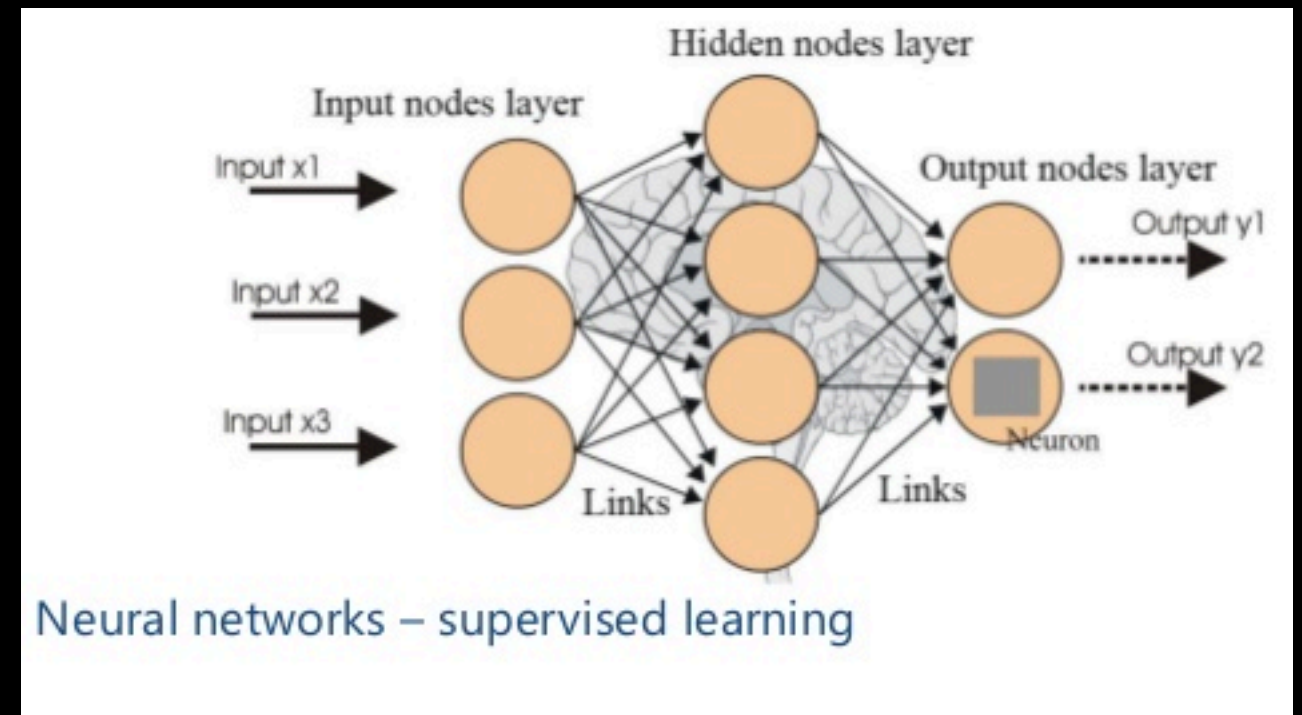 Hidden nodes layer
Input nodes layer
Input x1
Output nodes layer
Output y1
Input x2
Output y2
Input x3
Neuron
Links
Links
Neural networks – supervised learning